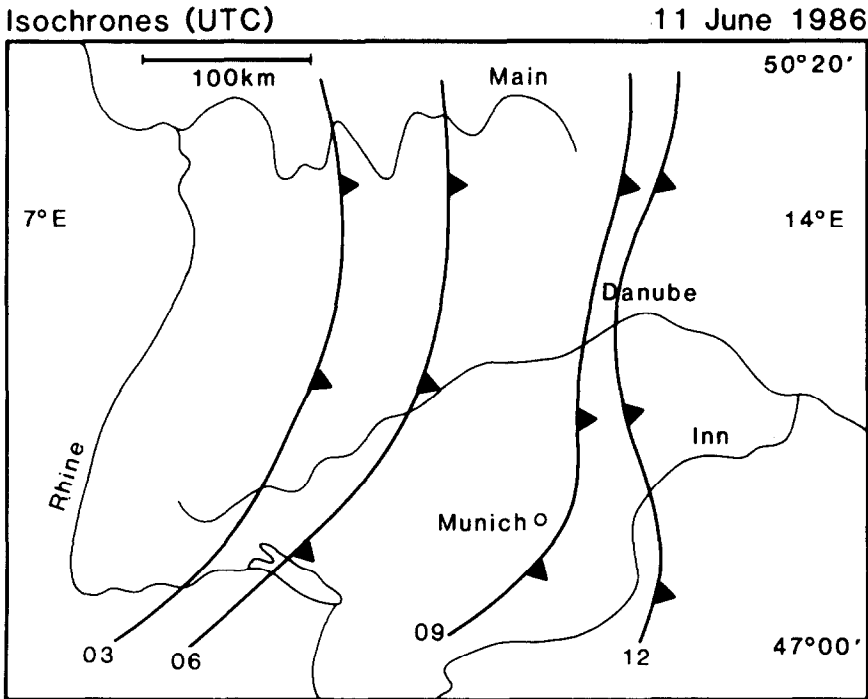 Isochrones (UTC) 11 June 1986
100km
Main
50°20'
7°E
14°E
Danube
Rhine
Inn
Munich
03
06
09
12
47°00'